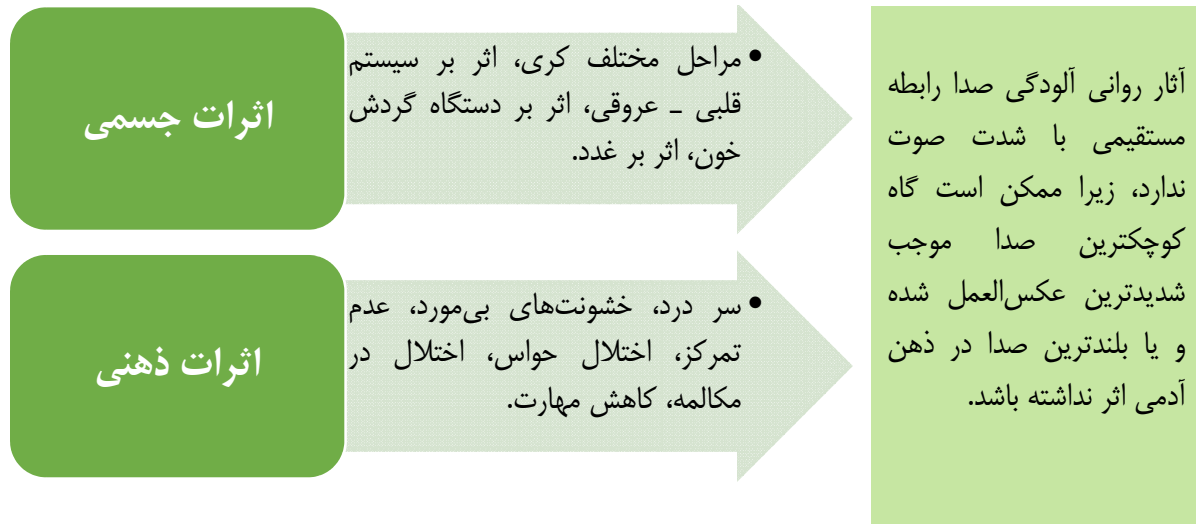 اثرات جسمی
• مراحل مختلف کری، اثر بر سیستم
قلبی ـ عروقی، اثر بر دستگاه گردش
خون، اثر بر غدد.
اثرات ذهنی
• سر درد، خشونت‌های بی‌مورد، عدم
تمرکز، اختلال حواس، اختلال در
مکالمه، کاهش مهارت.
آثار روانی آلودگی صدا رابطه
مستقیمی با شدت صوت
ندارد، زیرا ممکن است گاه
کوچکترین صدا موجب
شدیدترین عکس‌العمل شده
و یا بلندترین صدا در ذهن
آدمی اثر نداشته باشد.